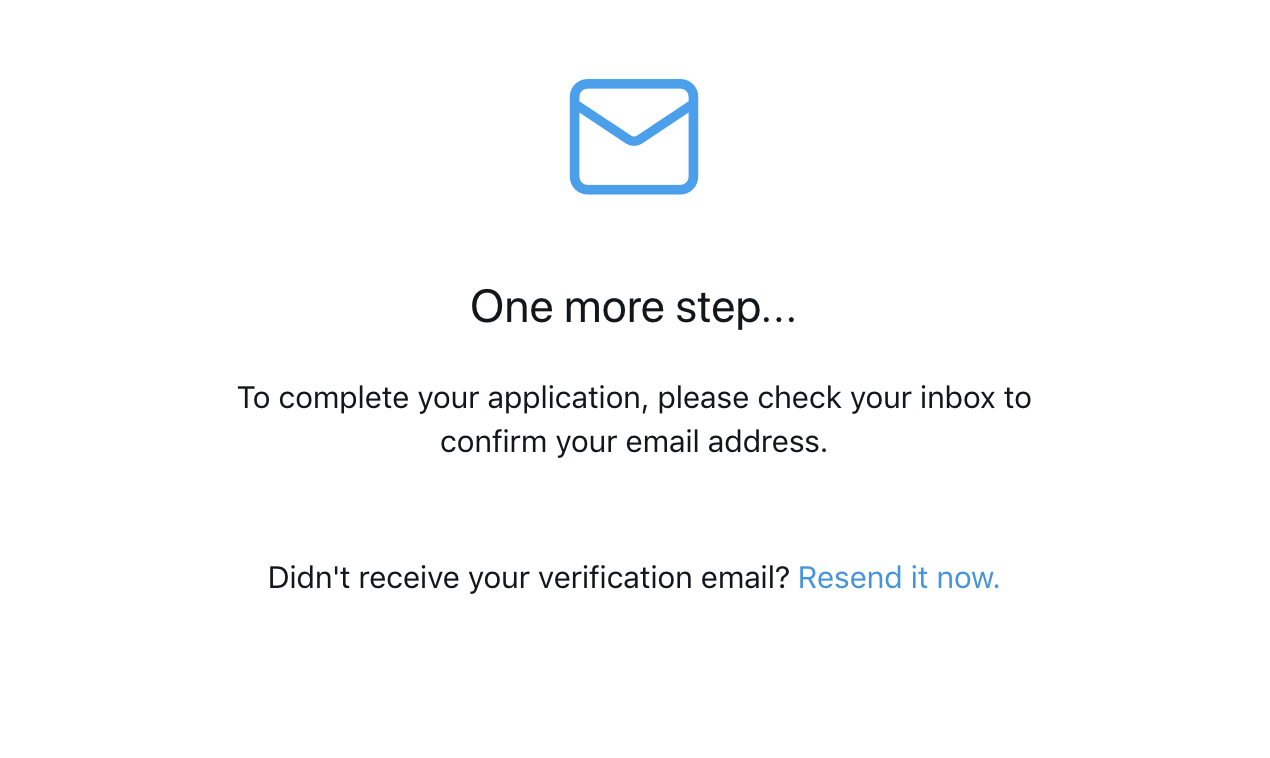 One more step...
To complete your application, please check your inbox to
confirm your email address.
Didn't receive your verification email? Resend it now.